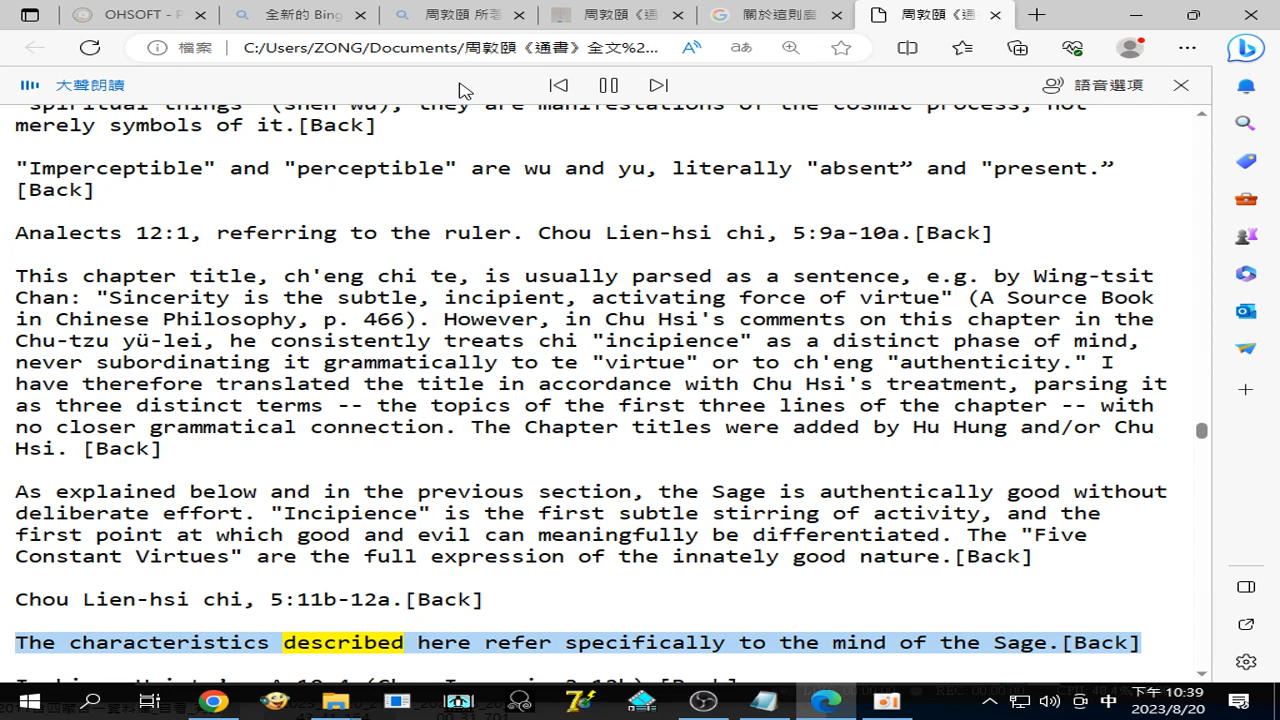 OHSOFT - P
全新的 Bing
周敦頤 所著
周敦頤《通
關於這則龐
周敦頤《通
檔案
C:/Users/ZONG/Documents/周敦頤《通書》全文%2...
大聲朗讀
語音選項
"spiritual things" (shen wu), they are manifestations of the cosmic process, not
merely symbols of it.[Back]
"Imperceptible" and "perceptible" are wu and yu, literally "absent” and "present.”
[Back]
Analects 12:1, referring to the ruler. Chou Lien-hsi chi, 5:9a-10a.[Back]
This chapter title, ch'eng chi te, is usually parsed as a sentence, e.g. by Wing-tsit
Chan: "Sincerity is the subtle, incipient, activating force of virtue" (A Source Book
in Chinese Philosophy, p. 466). However, in Chu Hsi's comments on this chapter in the
Chu-tzu yü-lei, he consistently treats chi "incipience" as a distinct phase of mind,
never subordinating it grammatically to te "virtue" or to ch'eng "authenticity." I
have therefore translated the title in accordance with Chu Hsi's treatment, parsing it
as three distinct terms -- the topics of the first three lines of the chapter -- with
no closer grammatical connection. The Chapter titles were added by Hu Hung and/or Chu
Hsi. [Back]
As explained below and in the previous section, the Sage is authentically good without
deliberate effort. "Incipience" is the first subtle stirring of activity, and the
first point at which good and evil can meaningfully be differentiated. The "Five
Constant Virtues" are the full expression of the innately good nature.[Back]
Chou Lien-hsi chi, 5:11b-12a.[Back]
The characteristics described here refer specifically to the mind of the Sage.[Back]
中
下午 10:39
2023/8/20